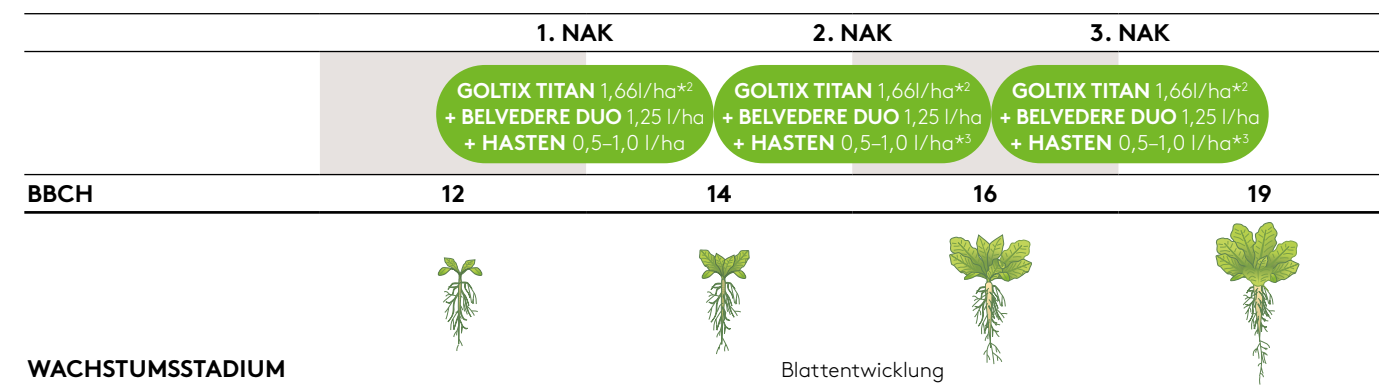 1. NAK 2. NAK 3. NAK
GOLTIX TITAN 1,66l/ha*²
+ BELVEDERE DUO 1,25 l/ha
+ HASTEN 0,5–1,0 l/ha
GOLTIX TITAN 1,66l/ha*²
+ BELVEDERE DUO 1,25 l/ha
+ HASTEN 0,5–1,0 l/ha*³
GOLTIX TITAN 1,66l/ha*²
+ BELVEDERE DUO 1,25 l/ha
+ HASTEN 0,5–1,0 l/ha*³
BBCH 12 14 16 19
WACHSTUMSSTADIUM Blattentwicklung